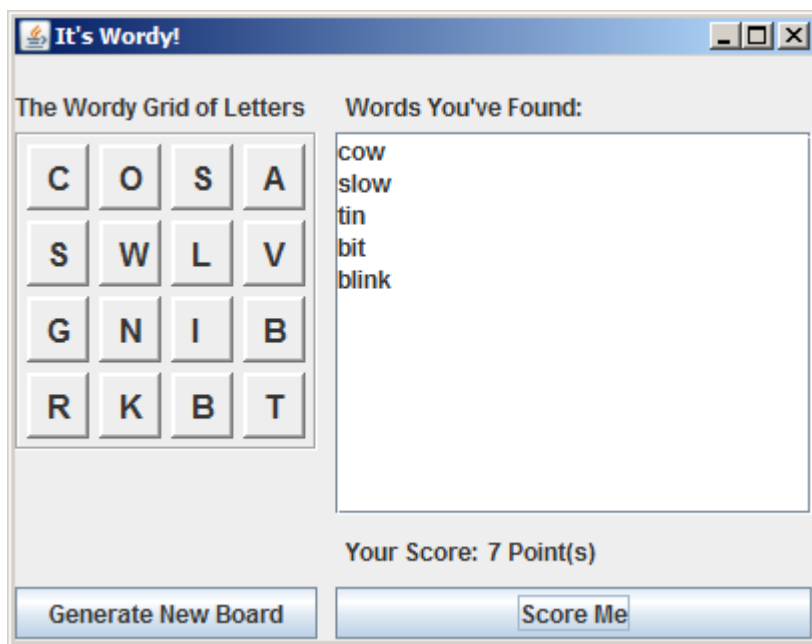 It's Wordy!
The Wordy Grid of Letters
Words You've Found:
C O S A
S W L V
G N I B
R K B T
cow
slow
tin
bit
blink
Your Score: 7 Point(s)
Generate New Board
Score Me